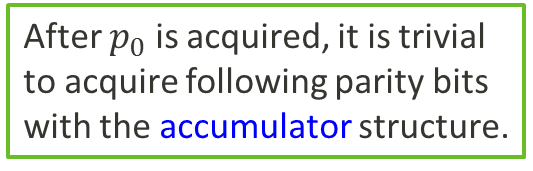 After p₀ is acquired, it is trivial
to acquire following parity bits
with the accumulator structure.